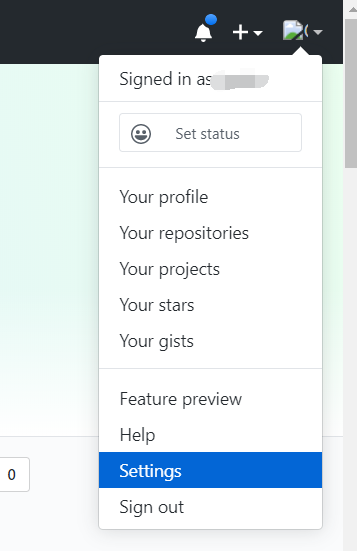 Signed in as
Set status
Your profile
Your repositories
Your projects
Your stars
Your gists
Feature preview
Help
0
Settings
Sign out